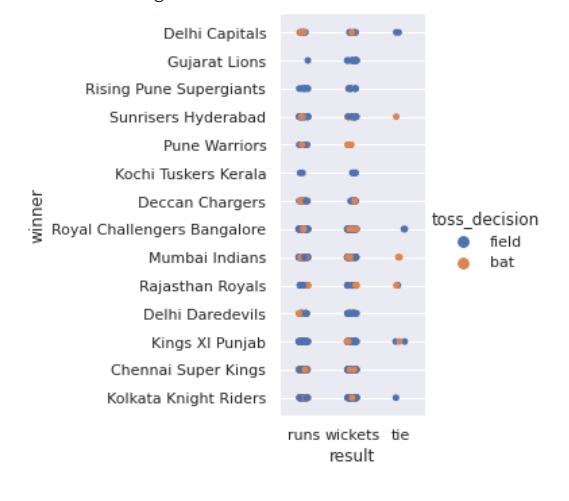 Delhi Capitals
Gujarat Lions
Rising Pune Supergiants
Sunrisers Hyderabad
Pune Warriors
Kochi Tuskers Kerala
Deccan Chargers
Royal Challengers Bangalore
Mumbai Indians
Rajasthan Royals
Delhi Daredevils
Kings XI Punjab
Chennai Super Kings
Kolkata Knight Riders
winner
runs wickets tie
result
toss_decision
field
bat